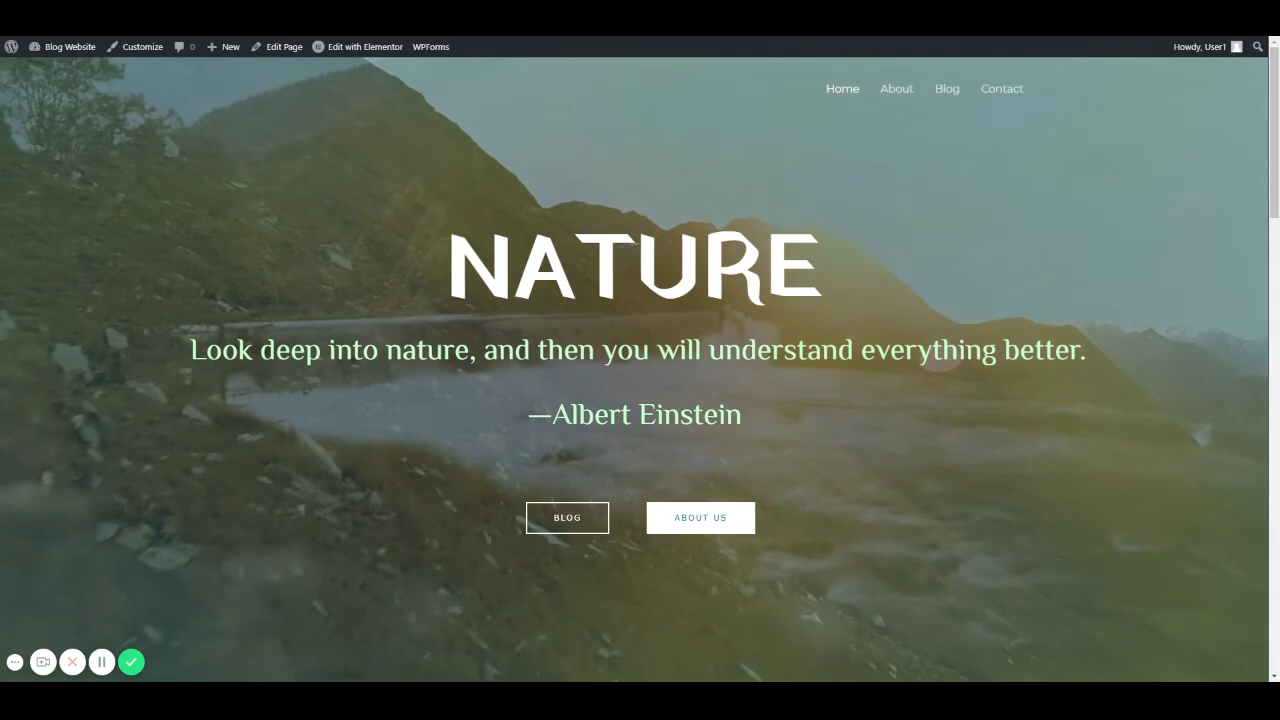 Blog Website Customize 0 New Edit Page Edit with Elementor WPForms Howdy, User1
Home About Blog Contact
NATURE
Look deep into nature, and then you will understand everything better.
—Albert Einstein
BLOG ABOUT US